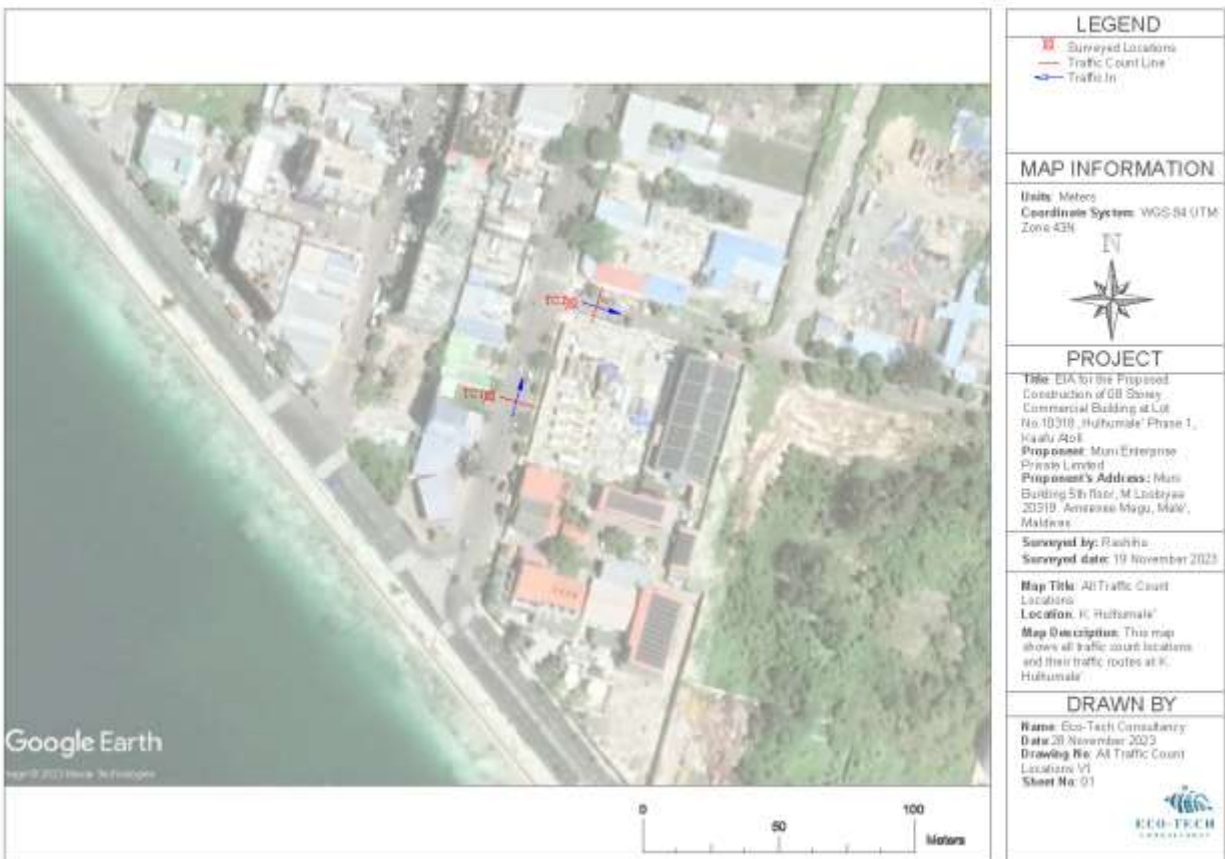 LEGEND
Surveyed Locations
Traffic Count Line
Traffic In
MAP INFORMATION
Units: Meters
Coordinate System: WGS 84 UTM
Zone 43N
N
PROJECT
Title: EIA for the Proposed
Construction of Storey
Commercial Building at Lot
No.10318, Hulhumale' Phase 1,
Kaafu Atoll
Proponent: Muni Enterprise
Private Limited
Proponent's Address: Muni
Building 5th floor, M.
20319, Ameenee Magu, Male',
Maldives
Surveyed by:
Surveyed date: 19 November 2023
Map Title: All Traffic Count
Locations
Location: K. Hulhumale'
Map Description: This map
shows all traffic count locations
and their traffic routes at K.
Hulhumale'
DRAWN BY
Name: Eco-Tech Consultancy
Date: 28 November 2023
Drawing No: All Traffic Count
Locations V1
Sheet No: 01
ECO-TECH
CONSULTANCY
Google Earth
0
50
100
Meters